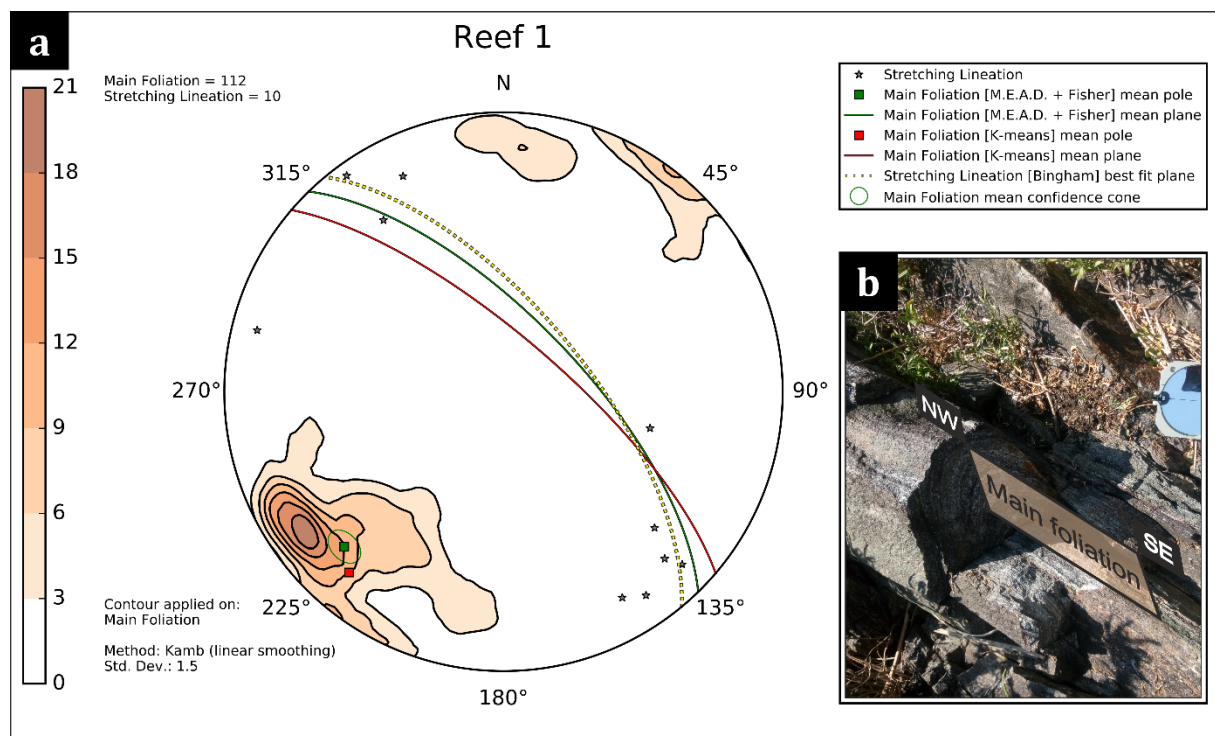 a
Reef 1
Main Foliation = 112
Stretching Lineation = 10
21
18
15
12
9
6
3
0
N
45°
90°
135°
180°
225°
270°
315°
Contour applied on:
Main Foliation
Method: Kamb (linear smoothing)
Std. Dev.: 1.5
Stretching Lineation
Main Foliation [M.E.A.D. + Fisher] mean pole
Main Foliation [M.E.A.D. + Fisher] mean plane
Main Foliation [K-means] mean pole
Main Foliation [K-means] mean plane
Stretching Lineation [Bingham] best fit plane
Main Foliation mean confidence cone
b
NW
Main foliation
SE